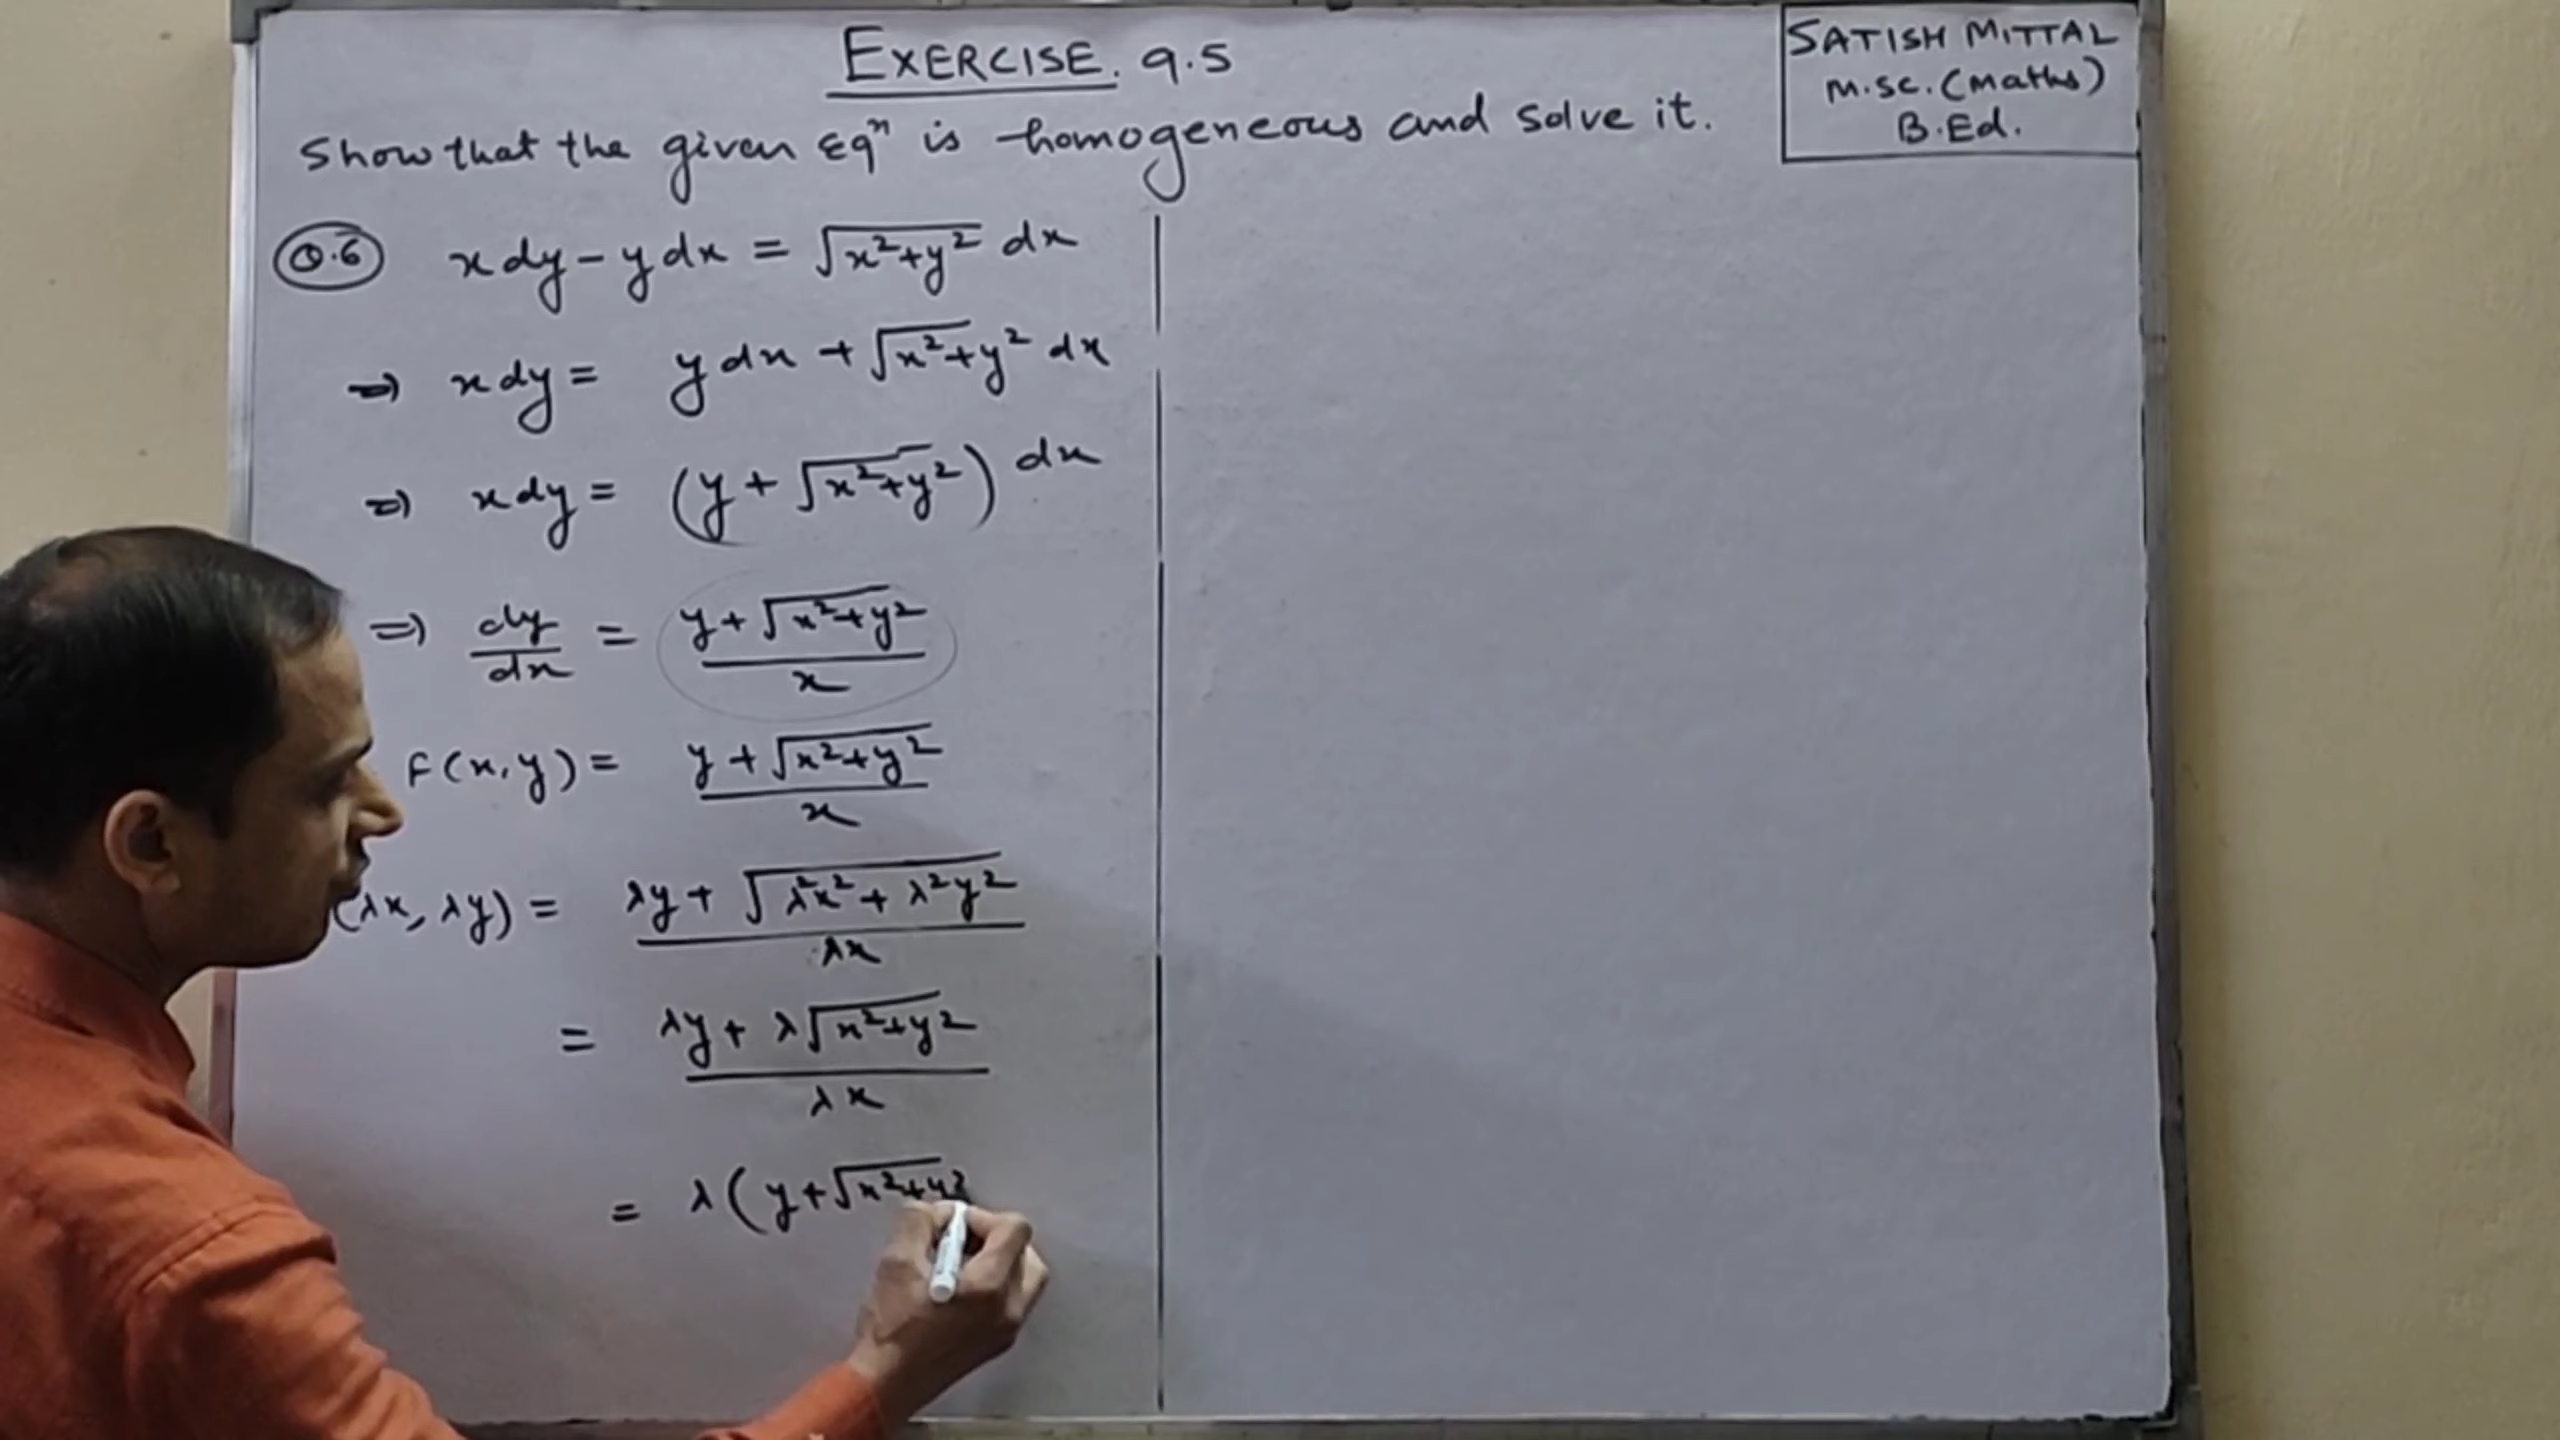 EXERCISE. 9.5
SATISH MITTAL
M.Sc. (Maths)
B.Ed.
Show that the given Eqⁿ is homogeneous and solve it.
Q.6 x dy - y dx = √(x²+y²) dx
⇒ x dy = y dx + √(x²+y²) dx
⇒ x dy = (y + √(x²+y²)) dx
⇒ dy/dx = (y + √(x²+y²))/x
F(x, y) = (y + √(x²+y²))/x
(λx, λy) = (λy + √(λ²x² + λ²y²))/λx
= (λy + λ√(x²+y²))/λx
= λ(y + √(x²+y²